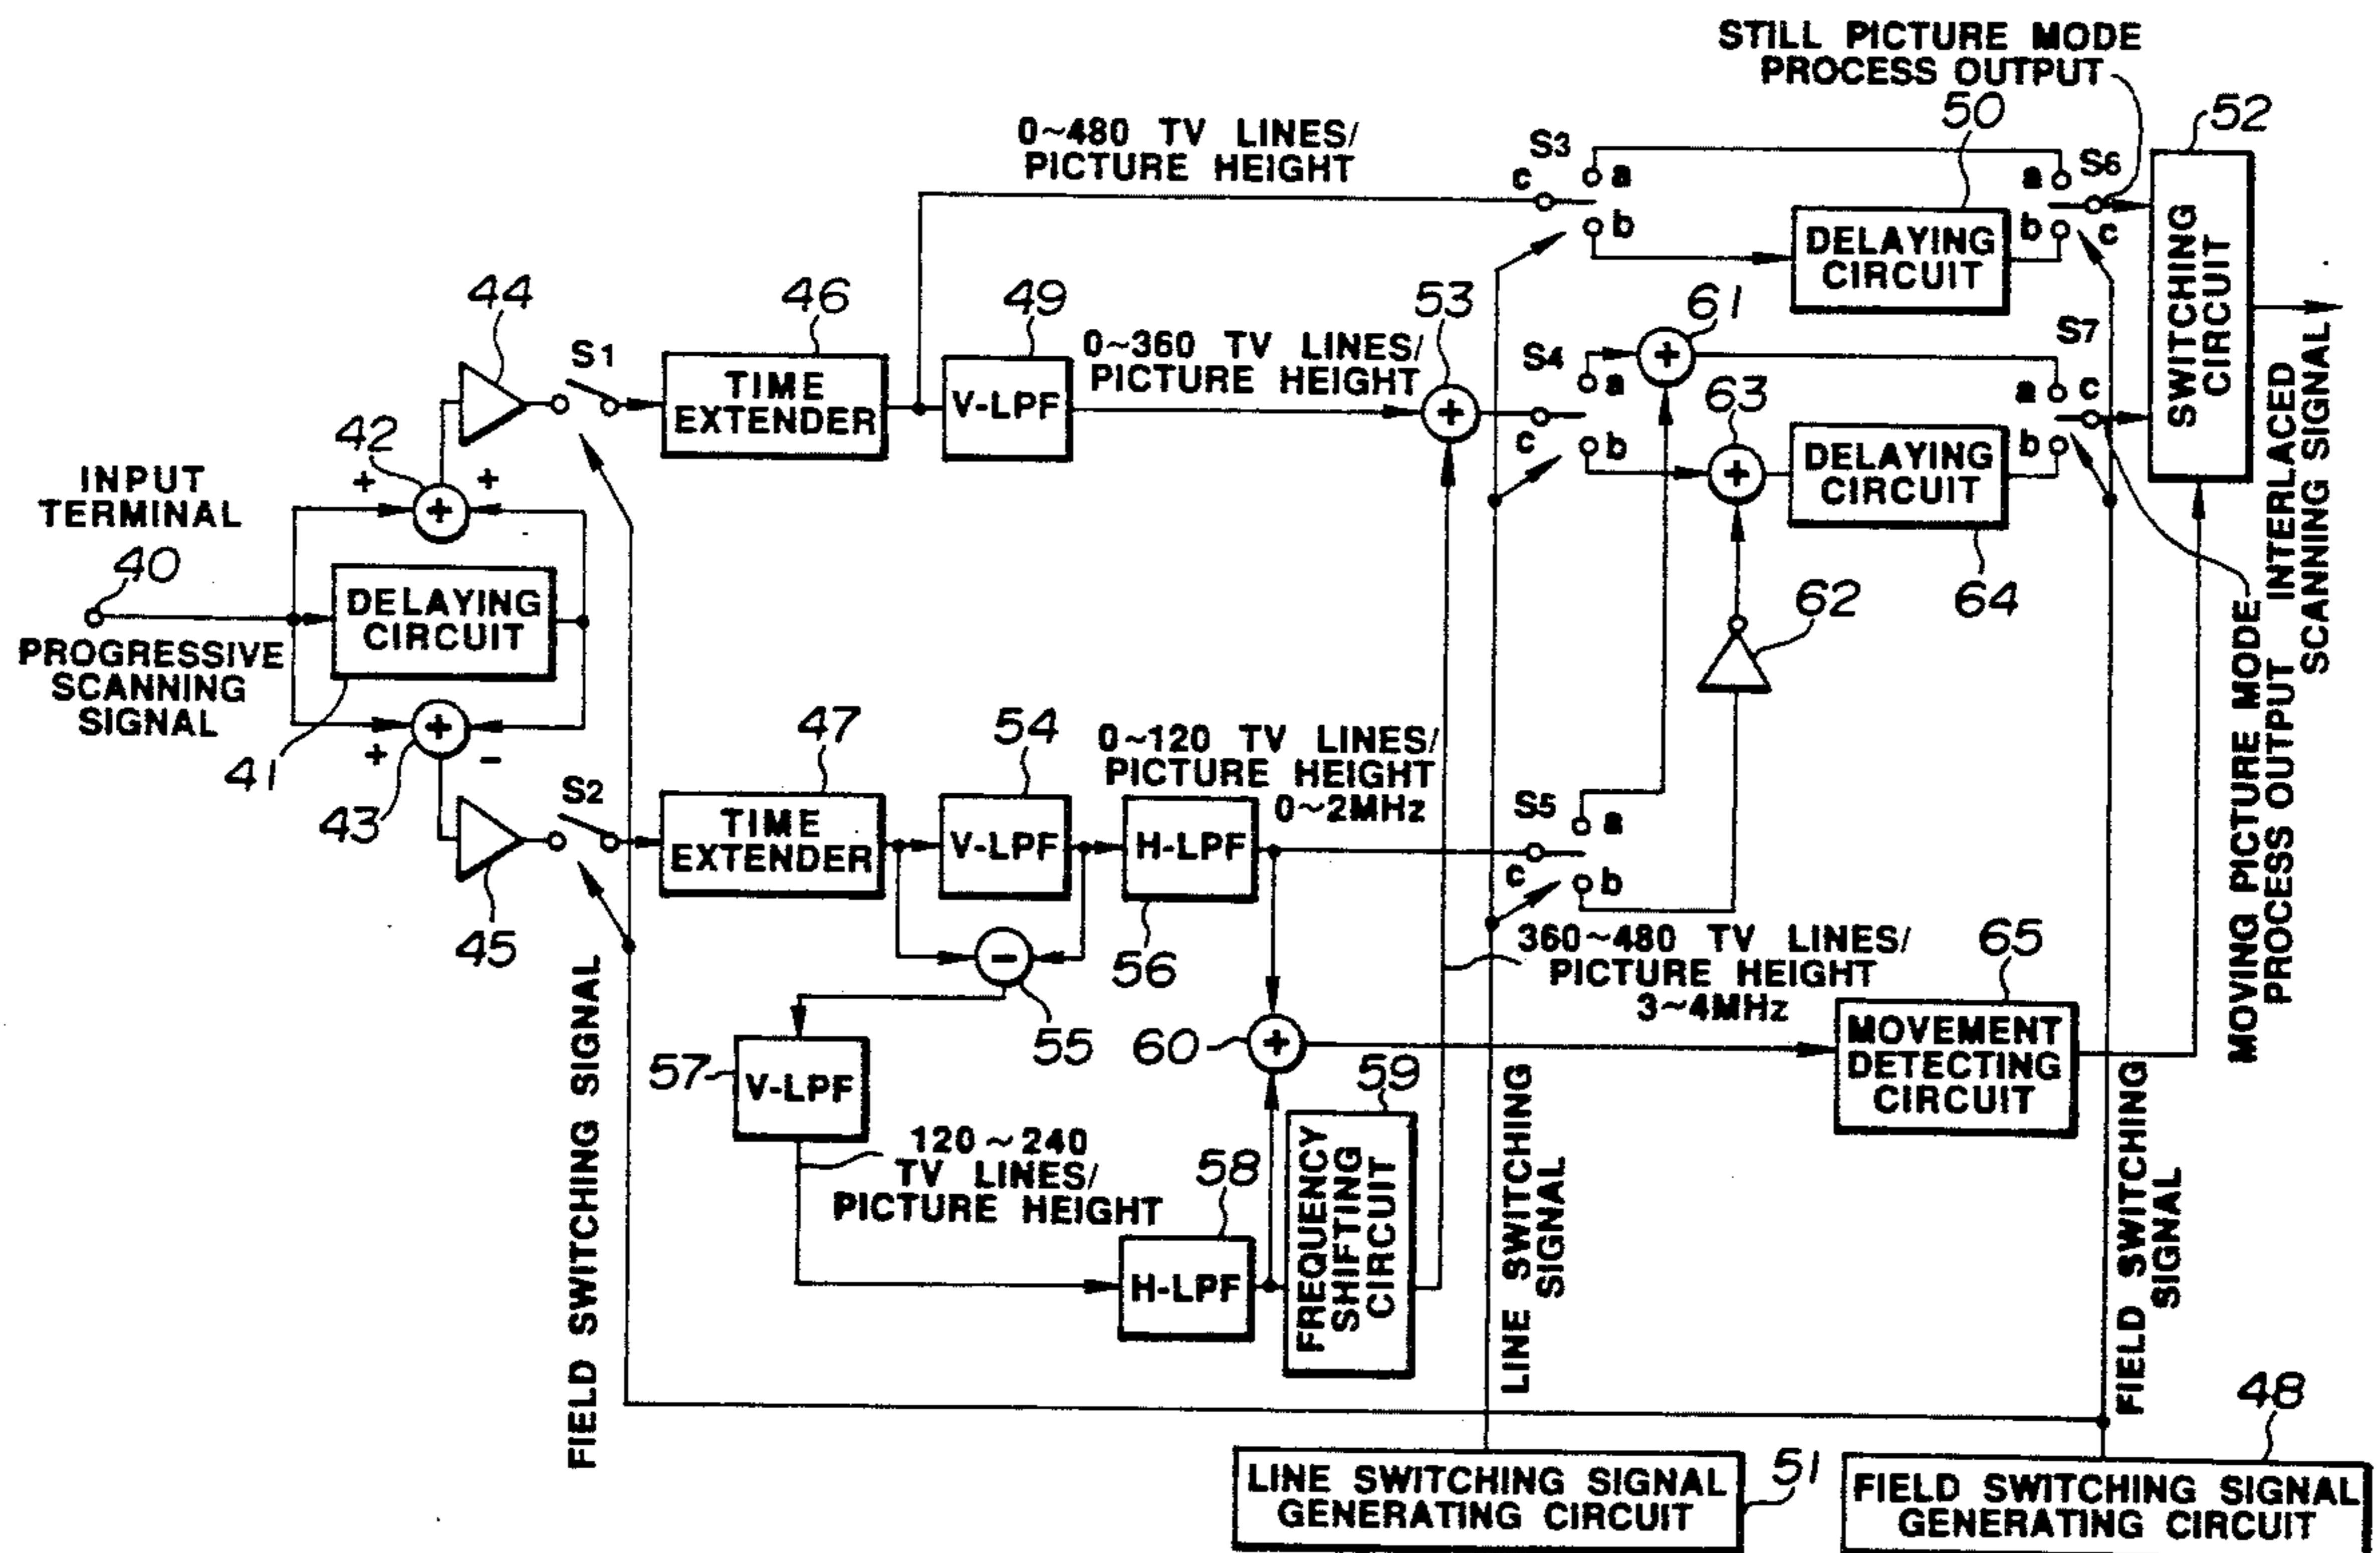 STILL PICTURE MODE
PROCESS OUTPUT
50
52
0~480 TV LINES/
PICTURE HEIGHT
S3
c
a
b
DELAYING
CIRCUIT
a
S6
b
c
SWITCHING
CIRCUIT
44
S1
46
TIME
EXTENDER
49
V-LPF
0~360 TV LINES/
PICTURE HEIGHT
53
+
S4
a
c
b
61
+
63
+
DELAYING
CIRCUIT
64
S7
a
c
b
INTERLACED
SCANNING SIGNAL
42
+
+
+
INPUT
TERMINAL
40
DELAYING
CIRCUIT
41
PROGRESSIVE
SCANNING
SIGNAL
43
+
+
-
45
S2
47
TIME
EXTENDER
54
V-LPF
0~120 TV LINES/
PICTURE HEIGHT
0~2MHz
H-LPF
56
S5
a
c
b
62
MOVING PICTURE MODE
PROCESS OUTPUT
-
55
360~480 TV LINES/
PICTURE HEIGHT
3~4MHz
65
MOVEMENT
DETECTING
CIRCUIT
57
V-LPF
60
+
59
FREQUENCY
SHIFTING
CIRCUIT
120~240
TV LINES/
PICTURE HEIGHT
58
H-LPF
FIELD SWITCHING SIGNAL
LINE SWITCHING
SIGNAL
FIELD SWITCHING
SIGNAL
LINE SWITCHING SIGNAL
GENERATING CIRCUIT
51
48
FIELD SWITCHING SIGNAL
GENERATING CIRCUIT